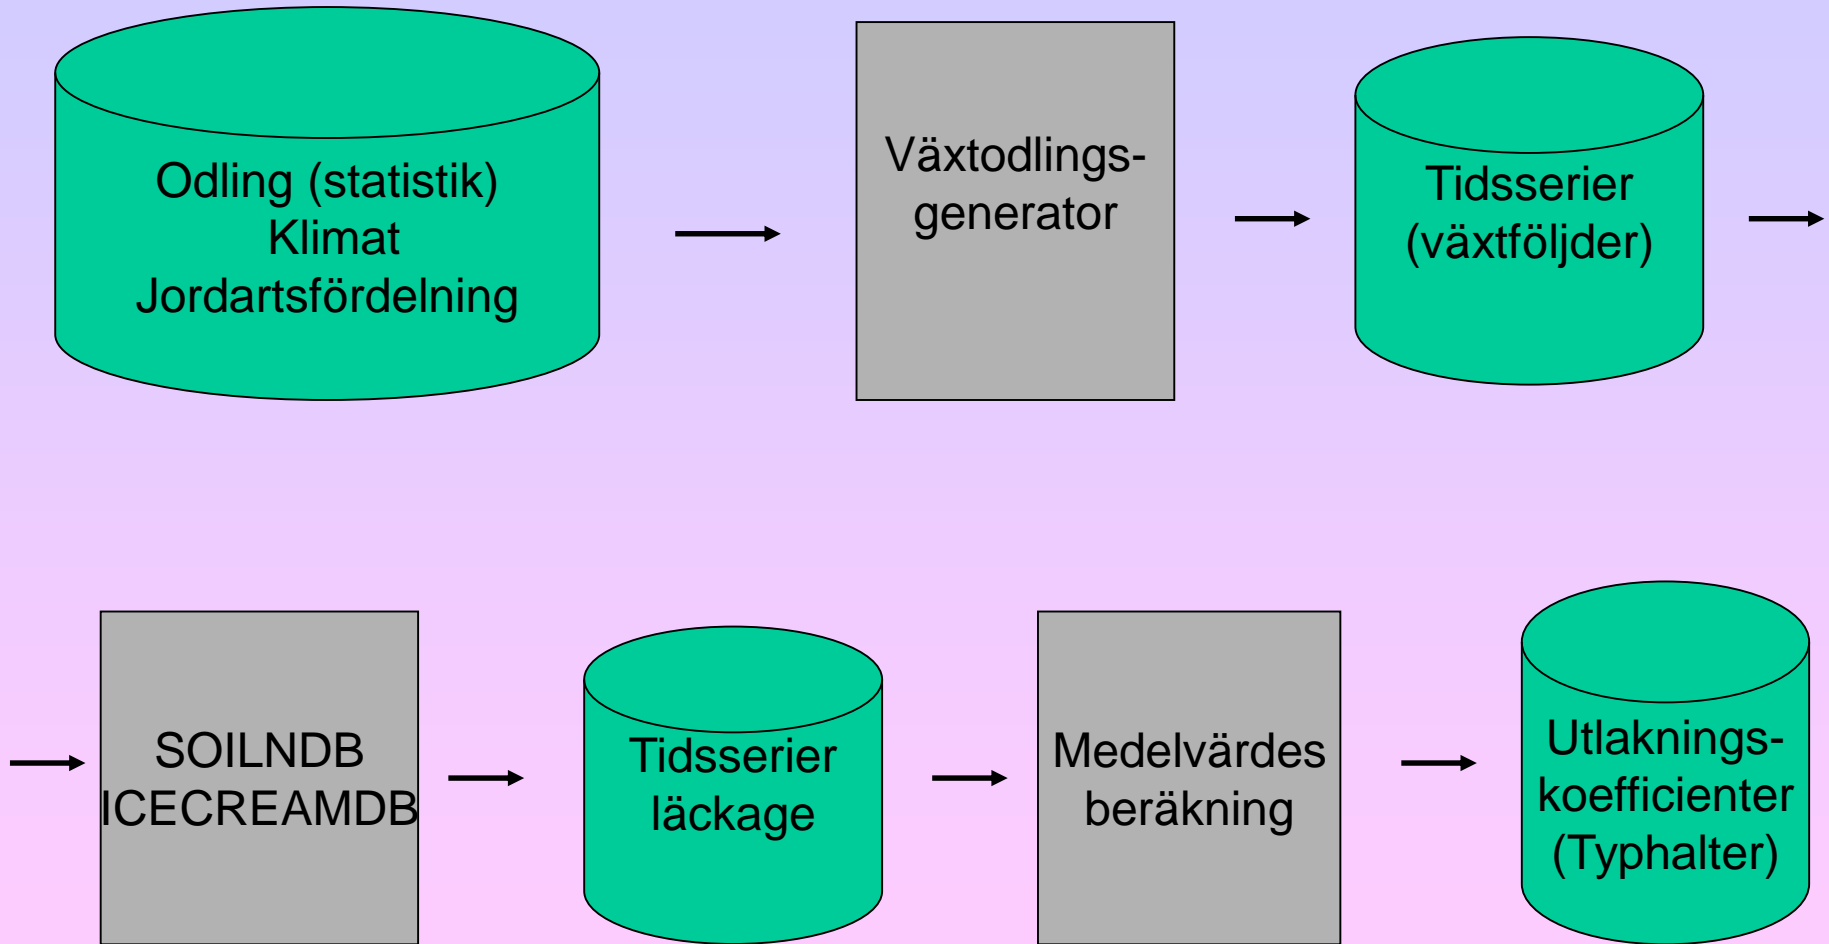 Odling (statistik)
Klimat
Jordartsfördelning
Växtodlings-
generator
Tidsserier
(växtföljder)
SOILNDB
ICECREAMDB
Tidsserier
läckage
Medelvärdes
beräkning
Utlaknings-
koefficienter
(Typhalter)